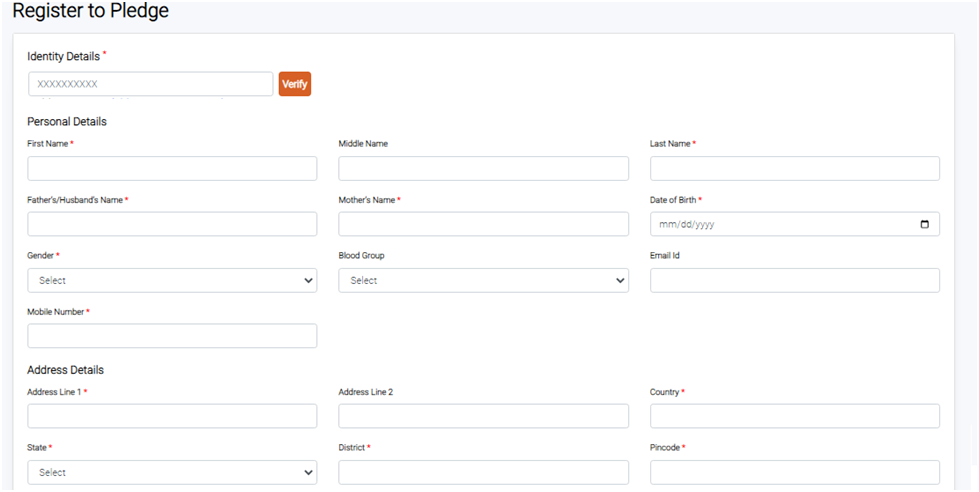 Register to Pledge
Identity Details *
XXXXXXXXXX Verify
Personal Details
First Name * Middle Name Last Name *
Father's/Husband's Name * Mother's Name * Date of Birth *
mm/dd/yyyy
Gender * Blood Group Email Id
Select Select
Mobile Number *
Address Details
Address Line 1 * Address Line 2 Country *
State * District * Pincode *
Select